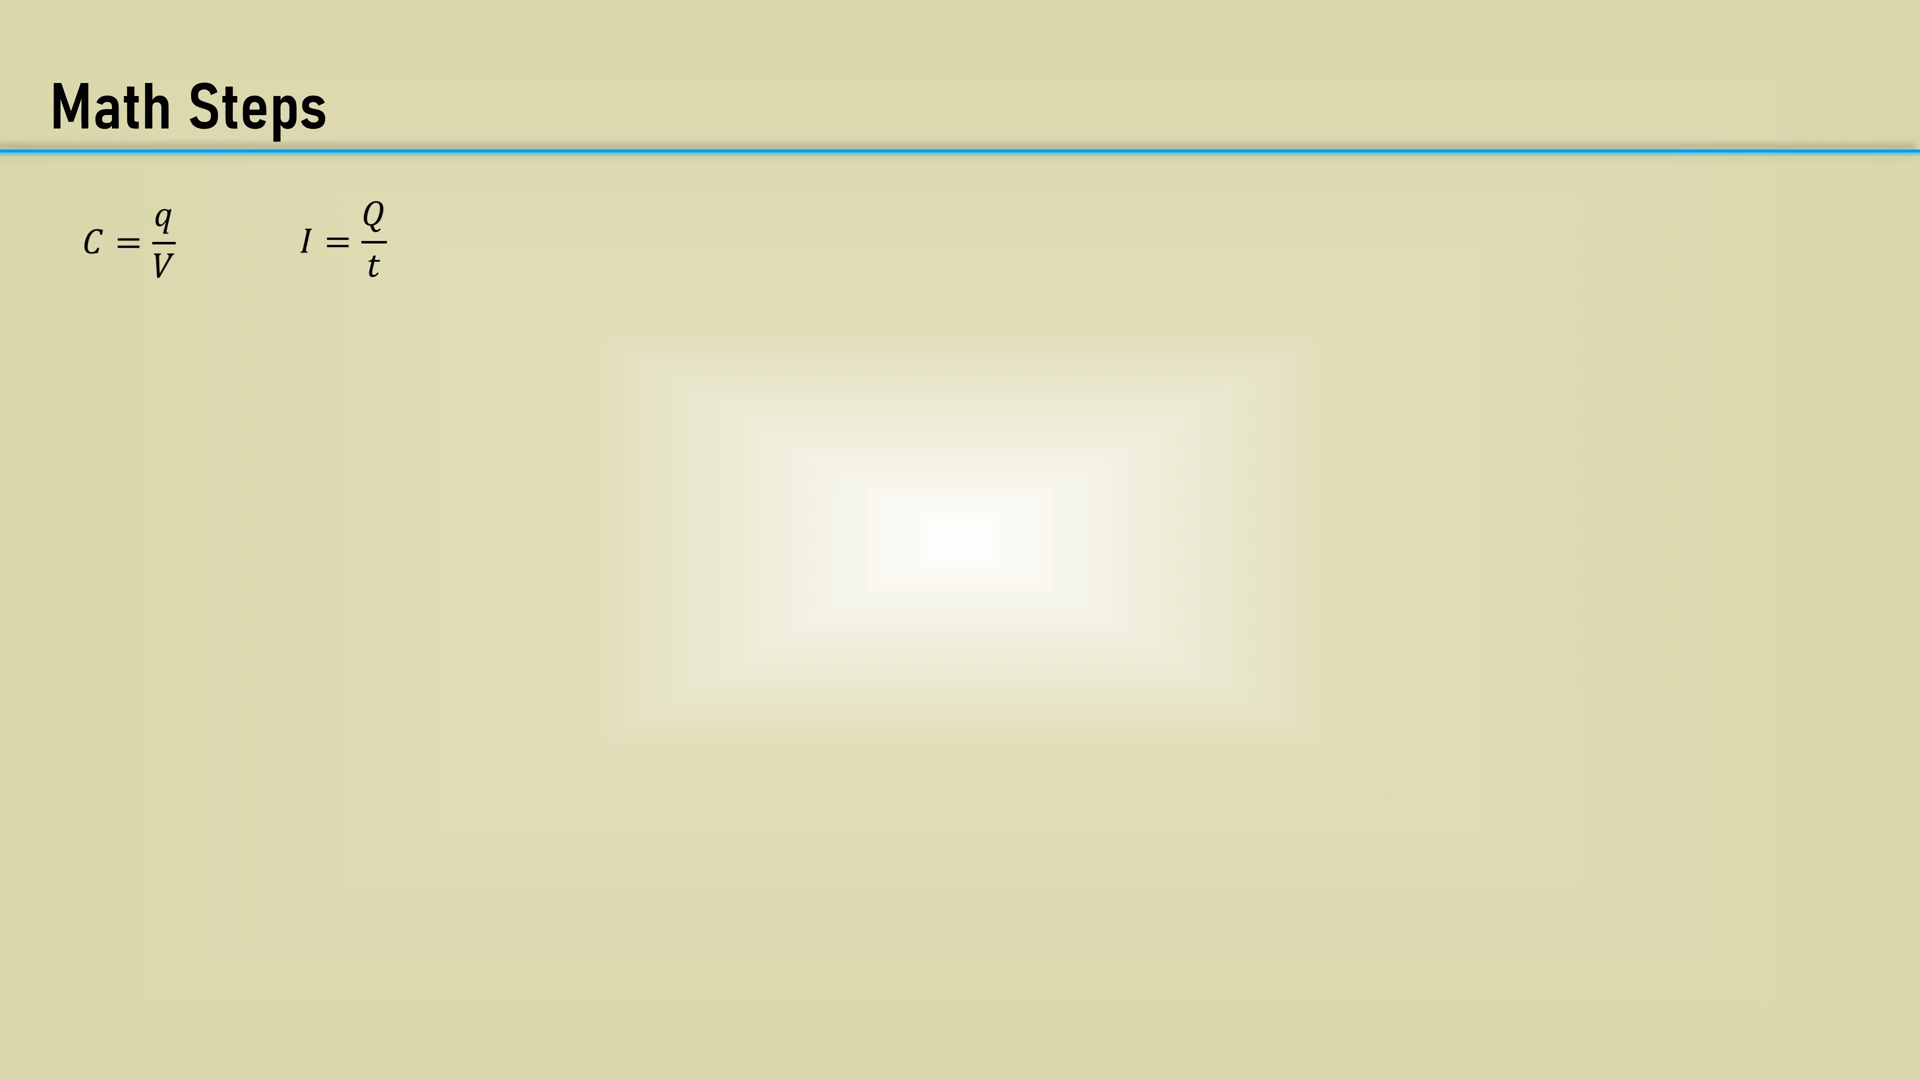 Math Steps
C = q/V I = Q/t